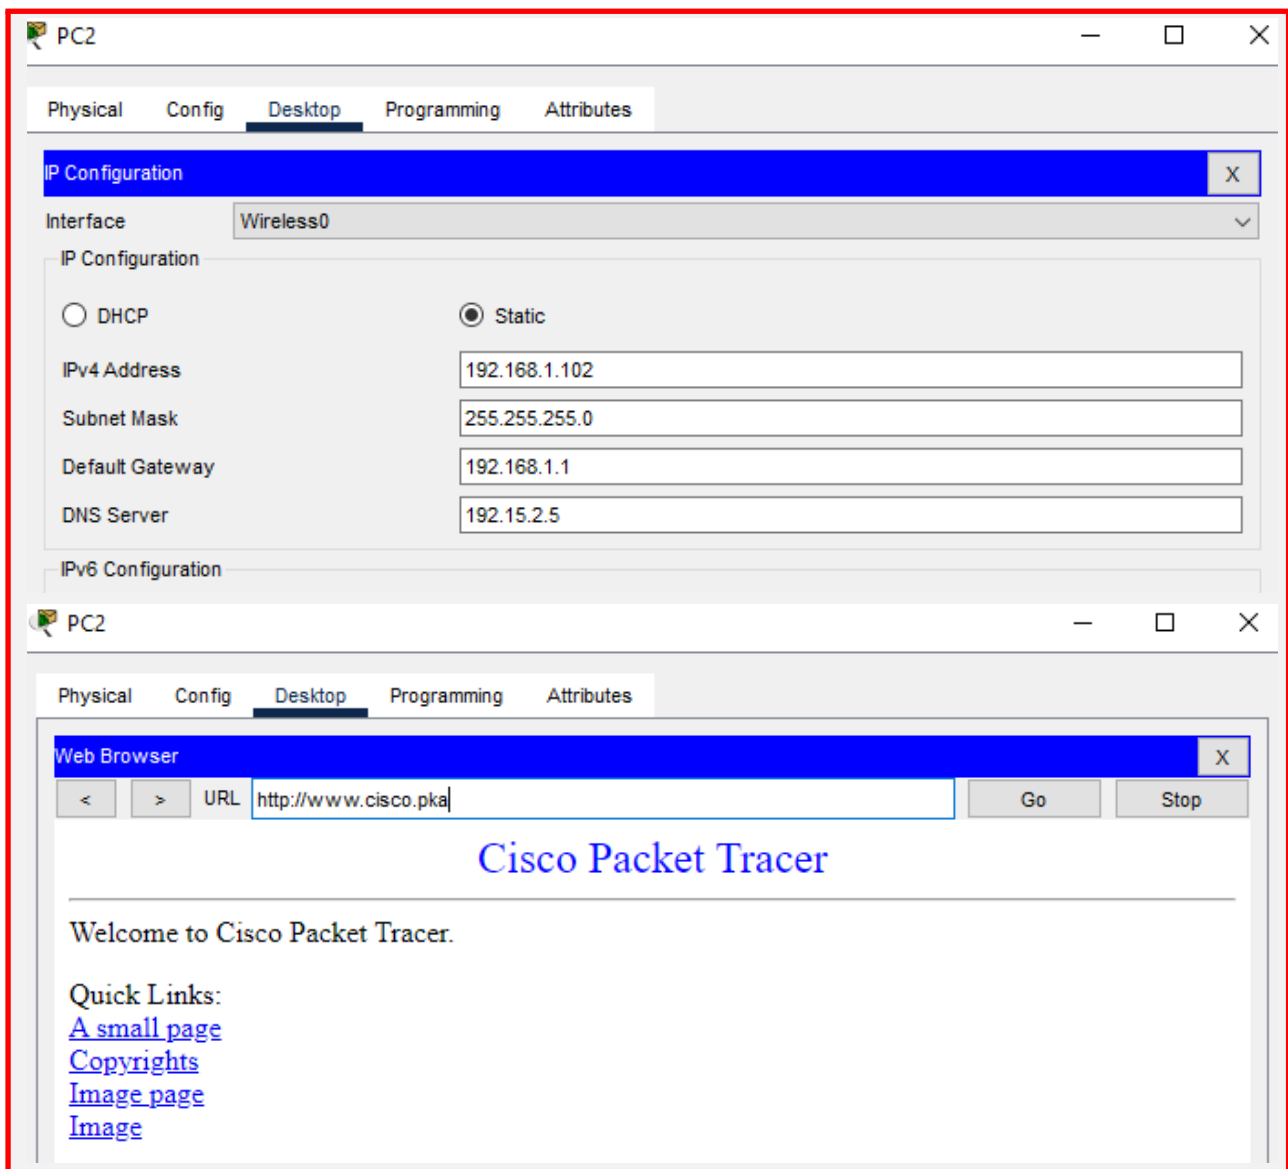 PC2
Physical Config Desktop Programming Attributes
IP Configuration X
Interface Wireless0
IP Configuration
DHCP Static
IPv4 Address 192.168.1.102
Subnet Mask 255.255.255.0
Default Gateway 192.168.1.1
DNS Server 192.15.2.5
IPv6 Configuration
PC2
Physical Config Desktop Programming Attributes
Web Browser X
< > URL http://www.cisco.pka Go Stop
Cisco Packet Tracer
Welcome to Cisco Packet Tracer.
Quick Links:
A small page
Copyrights
Image page
Image